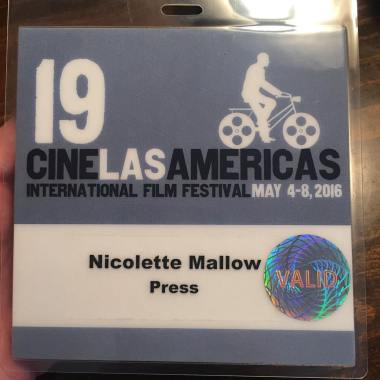 19
CINELASAMERICAS
INTERNATIONAL FILM FESTIVAL MAY 4-8, 2016
Nicolette Mallow
Press
VALID